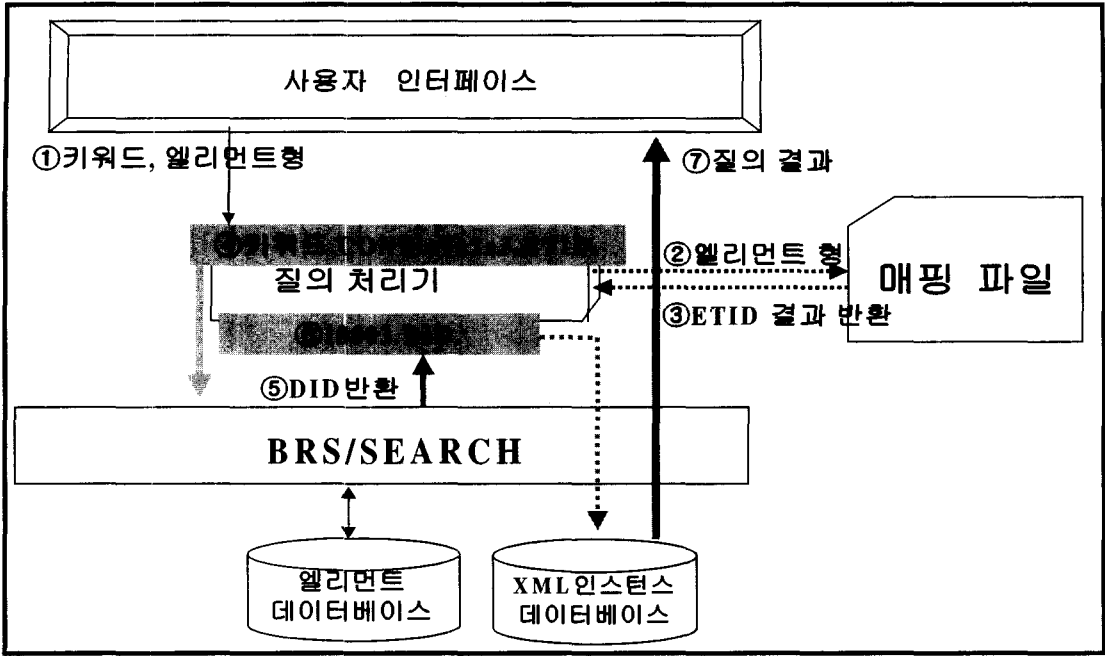 사용자 인터페이스
①키워드, 엘리먼트형
⑦질의 결과
②엘리먼트 형
질의 처리기
매핑 파일
③ETID 결과 반환
⑤DID반환
BRS/SEARCH
엘리먼트
데이터베이스
XML인스턴스
데이터베이스